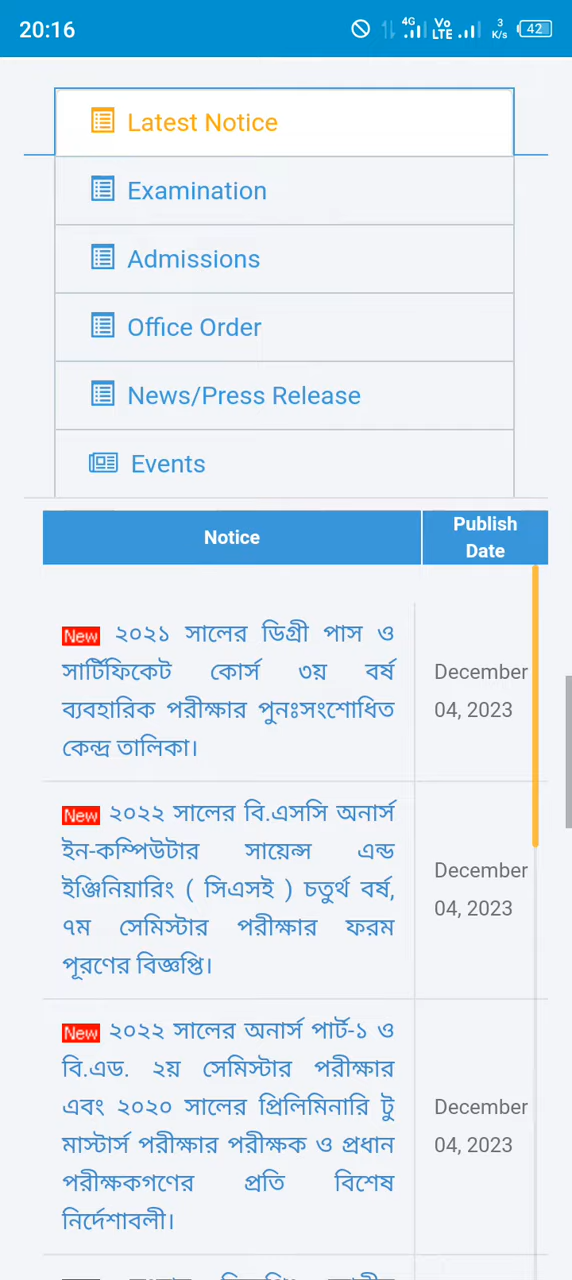 20:16
4G
Vo
LTE
3
K/s
42
Latest Notice
Examination
Admissions
Office Order
News/Press Release
Events
Notice
Publish
Date
New ২০২১ সালের ডিগ্রী পাস ও
সার্টিফিকেট কোর্স ৩য় বর্ষ
ব্যবহারিক পরীক্ষার পুনঃসংশোধিত
কেন্দ্র তালিকা।
December
04, 2023
New ২০২২ সালের বি.এসসি অনার্স
ইন-কম্পিউটার সায়েন্স এন্ড
ইঞ্জিনিয়ারিং ( সিএসই ) চতুর্থ বর্ষ,
৭ম সেমিস্টার পরীক্ষার ফরম
পূরণের বিজ্ঞপ্তি।
December
04, 2023
New ২০২২ সালের অনার্স পার্ট-১ ও
বি.এড. ২য় সেমিস্টার পরীক্ষার
এবং ২০২০ সালের প্রিলিমিনারি টু
মাস্টার্স পরীক্ষার পরীক্ষক ও প্রধান
পরীক্ষকগণের প্রতি বিশেষ
নির্দেশাবলী।
December
04, 2023